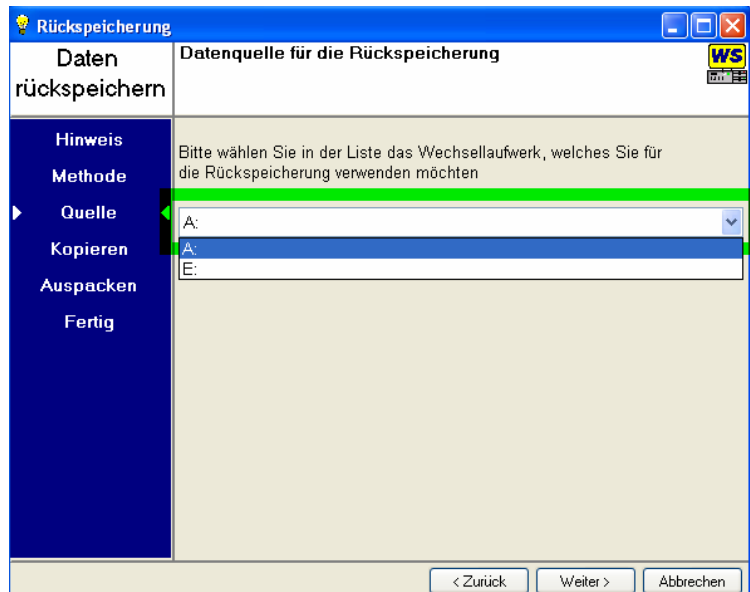 Rückspeicherung
Daten
rückspeichern
Datenquelle für die Rückspeicherung
WS
Hinweis
Methode
Quelle
Kopieren
Auspacken
Fertig
Bitte wählen Sie in der Liste das Wechsellaufwerk, welches Sie für
die Rückspeicherung verwenden möchten
A:
A:
E:
< Zurück
Weiter >
Abbrechen